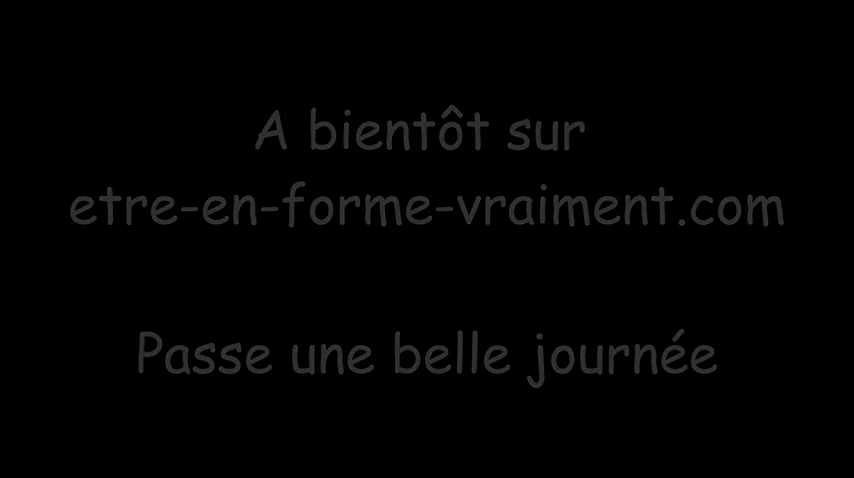 A bientôt sur
etre-en-forme-vraiment.com
Passe une belle journée